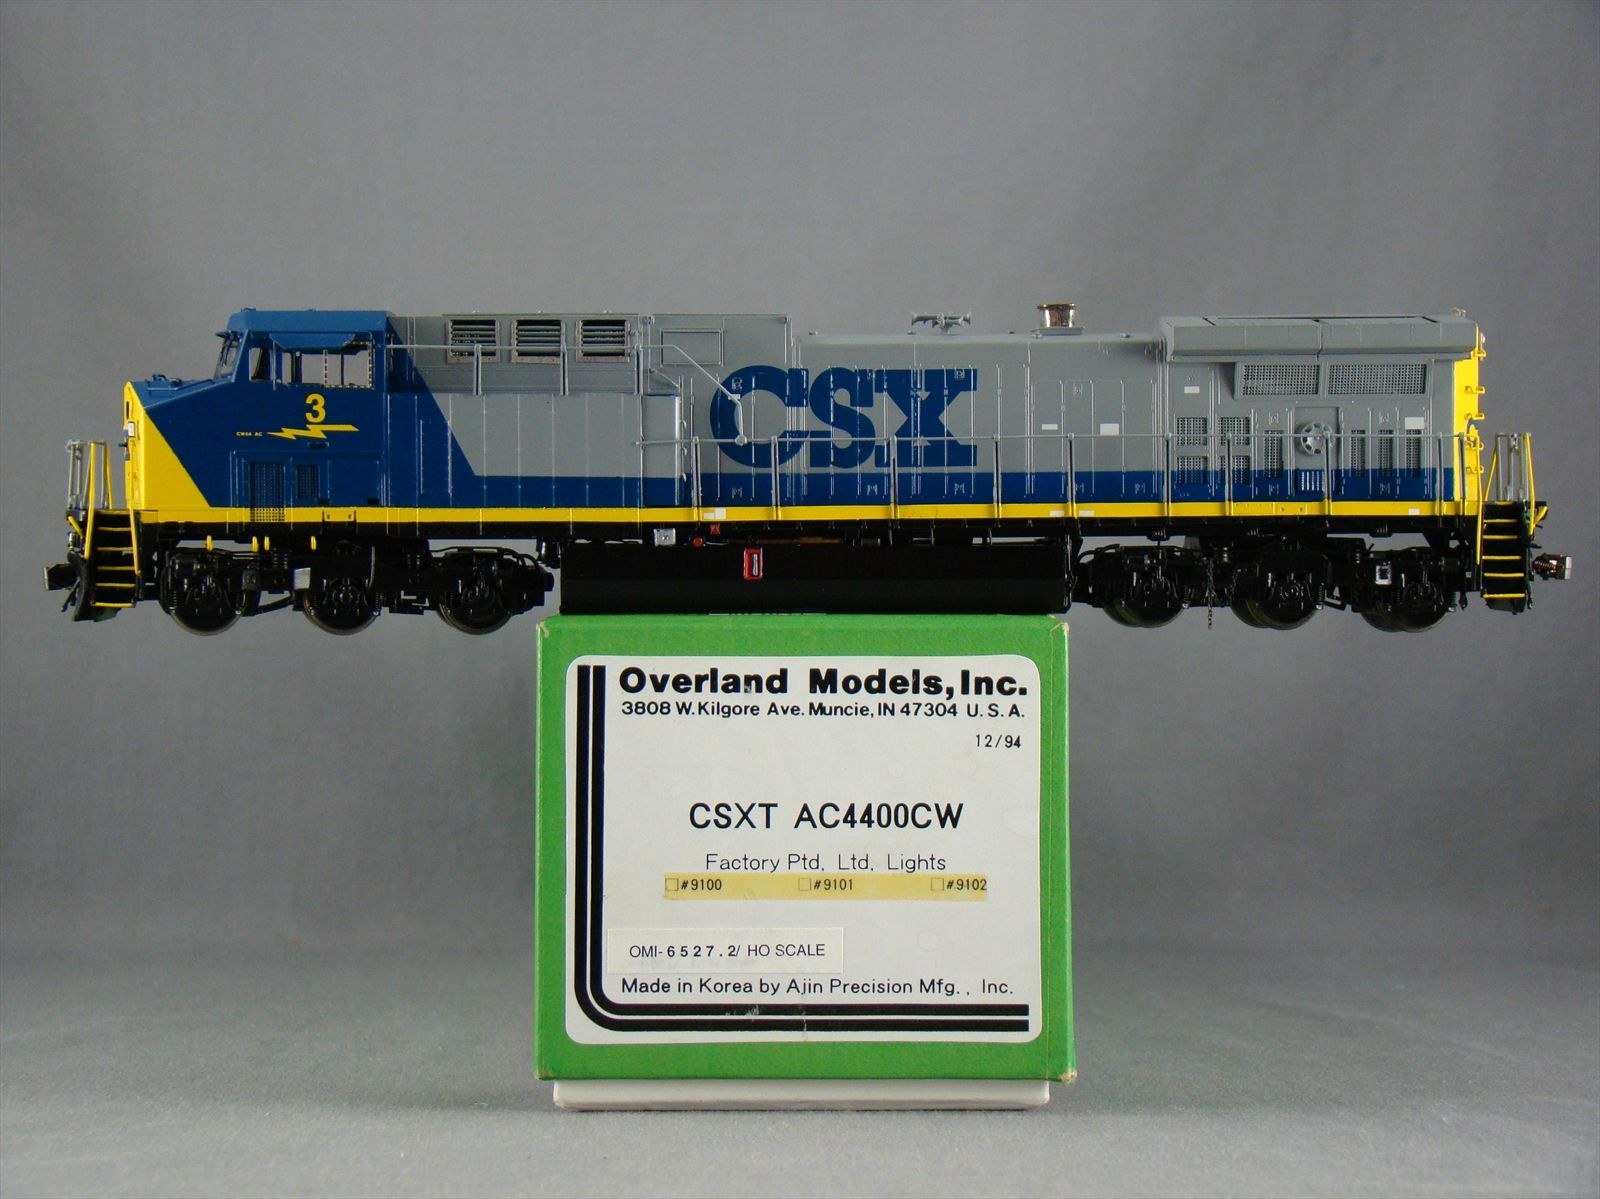 3
CW44 AC
CSX
Overland Models, Inc.
3808 W. Kilgore Ave. Muncie, IN 47304 U. S. A.
12/94
CSXT AC4400CW
Factory Ptd, Ltd, Lights
#9100 #9101 #9102
OMI-6527.2/ HO SCALE
Made in Korea by Ajin Precision Mfg., Inc.